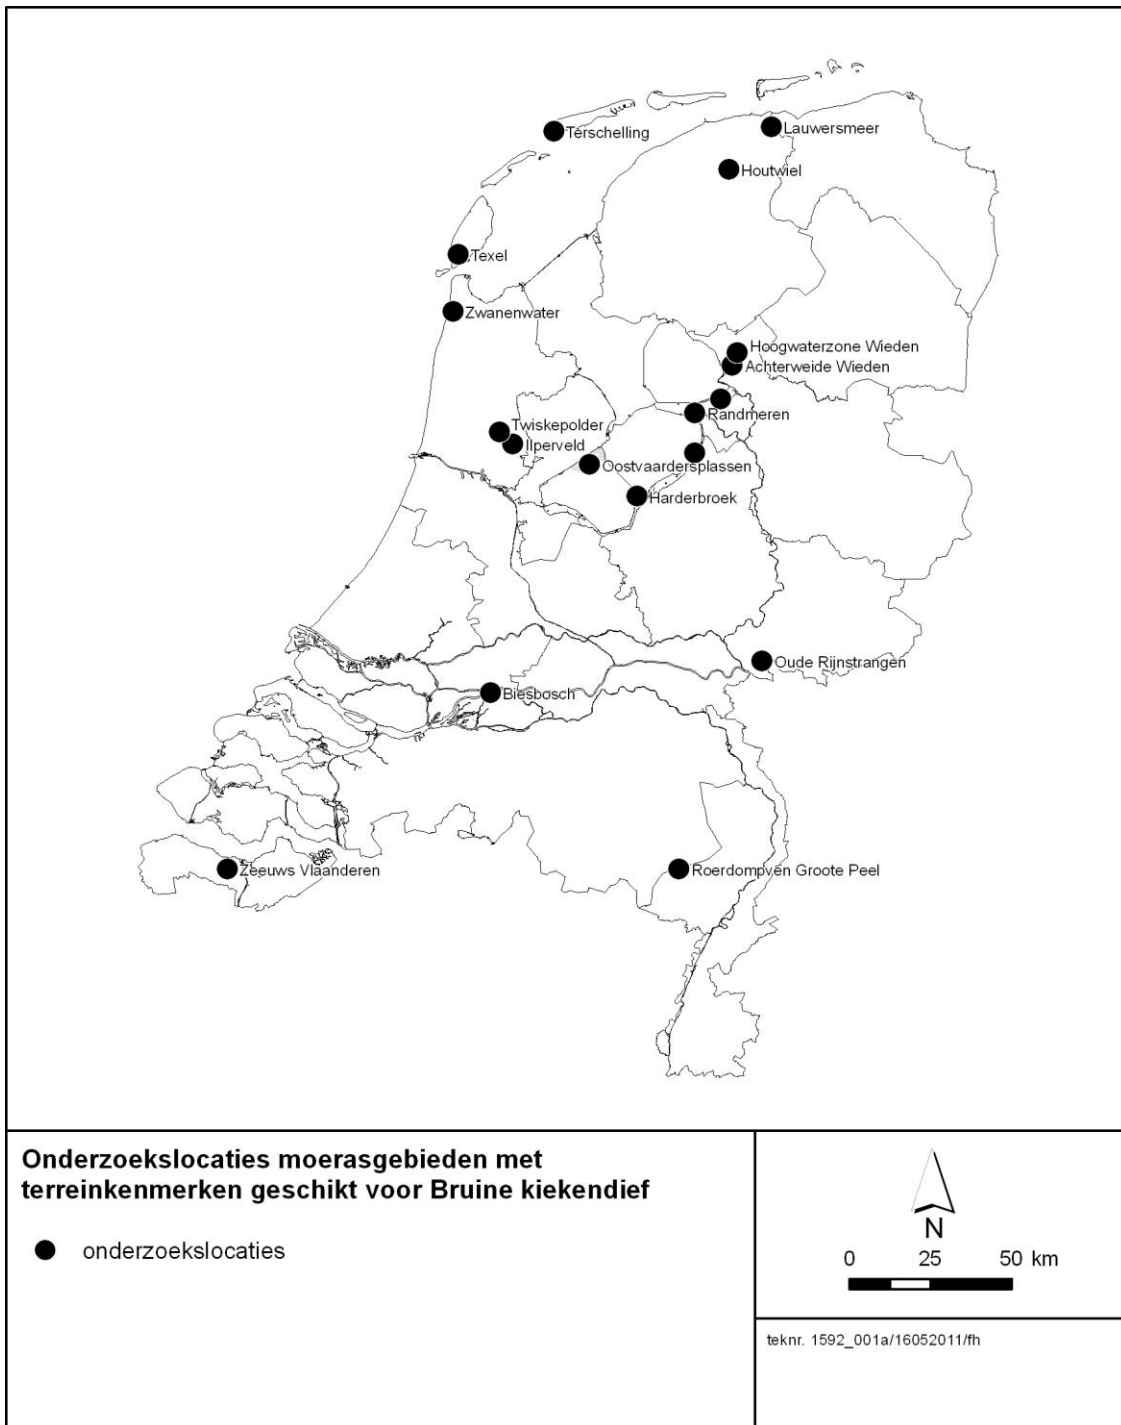 Terschelling
Lauwersmeer
Houtwiel
Texel
Zwanenwater
Hoogwaterzone Wieden
Achterweide Wieden
Randmeren
Twiskepolder
Ilperveld
Oostvaardersplassen
Harderbroek
Oude Rijnstrangen
Biesbosch
Zeeuws Vlaanderen
Roerdompven Groote Peel
Onderzoekslocaties moerasgebieden met
terreinkenmerken geschikt voor Bruine kiekendief
onderzoekslocaties
N
0 25 50 km
teknr. 1592_001a/16052011/fh